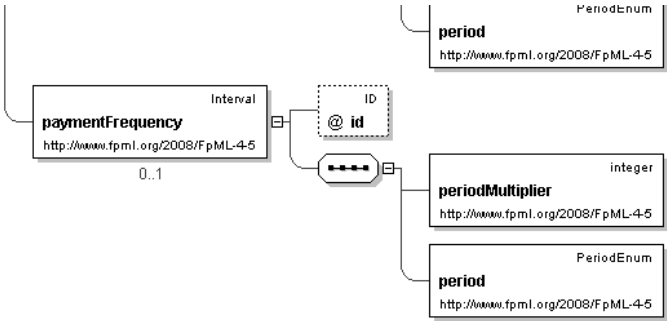 PeriodEnum
period
http://www.fpml.org/2008/FpML-4-5
Interval
paymentFrequency
http://www.fpml.org/2008/FpML-4-5
0..1
ID
@ id
integer
periodMultiplier
http://www.fpml.org/2008/FpML-4-5
PeriodEnum
period
http://www.fpml.org/2008/FpML-4-5